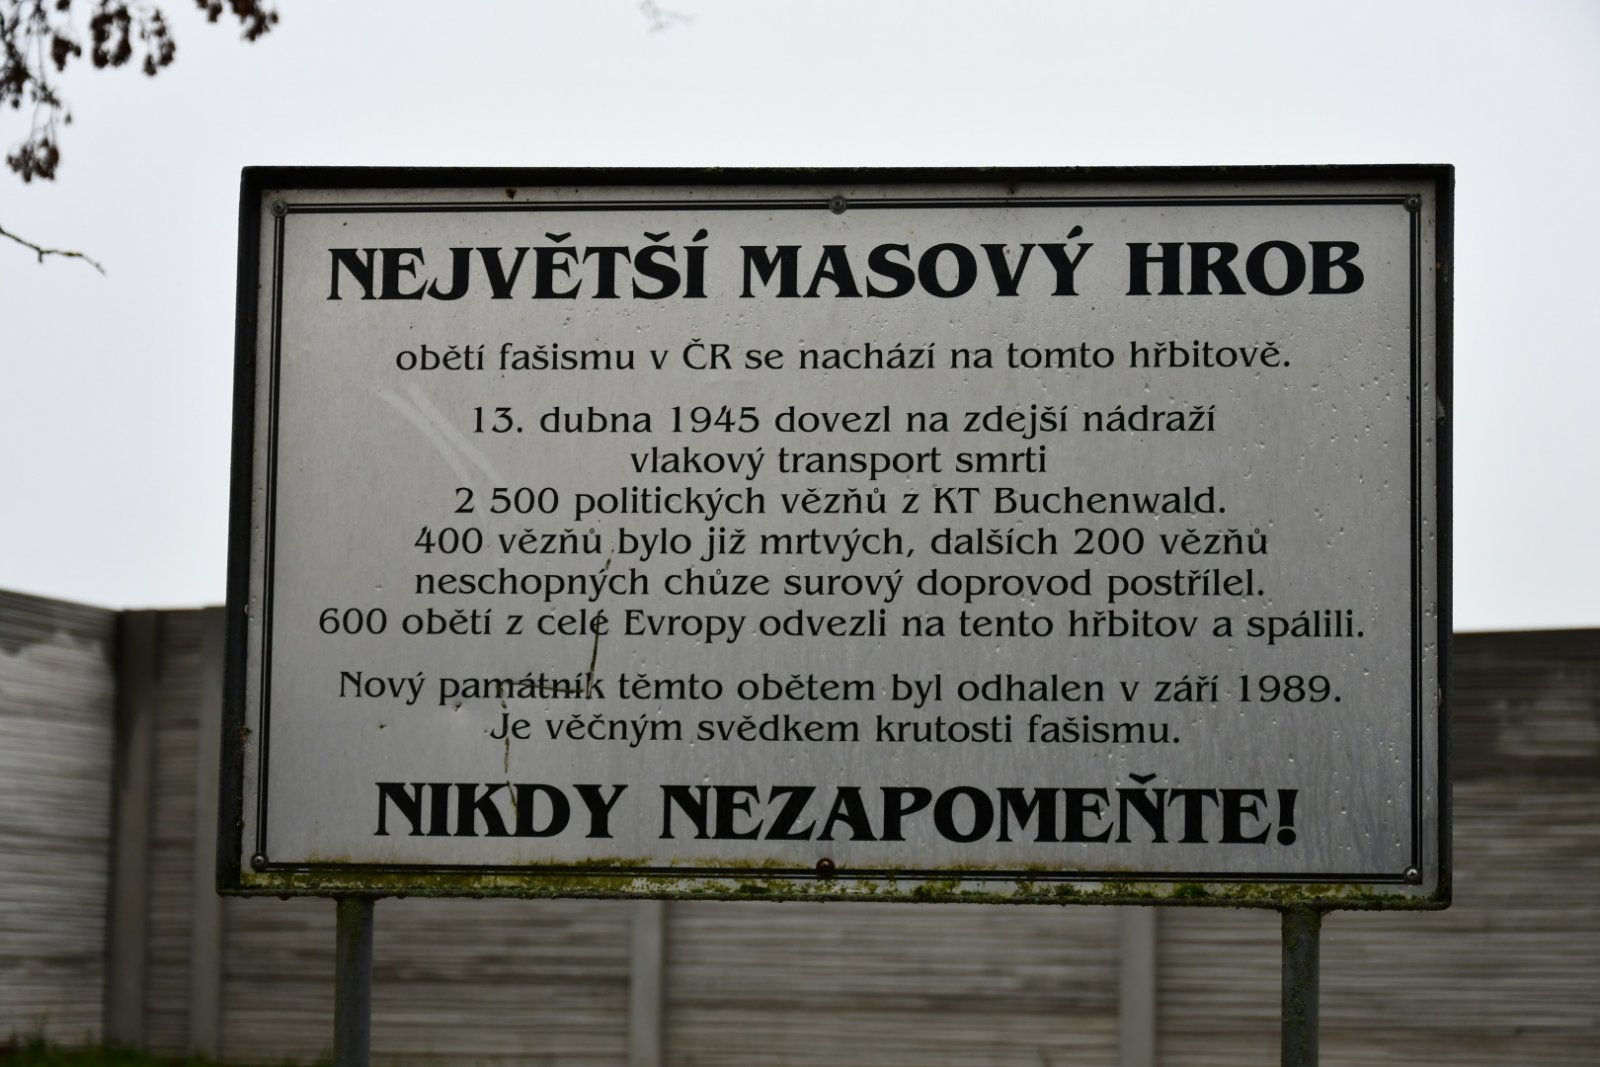 NEJVĚTŠÍ MASOVÝ HROB
obětí fašismu v ČR se nachází na tomto hřbitově.
13. dubna 1945 dovezl na zdejší nádraží
vlakový transport smrti
2 500 politických vězňů z KT Buchenwald.
400 vězňů bylo již mrtvých, dalších 200 vězňů
neschopných chůze surový doprovod postřílel.
600 obětí z celé Evropy odvezli na tento hřbitov a spálili.
Nový památník těmto obětem byl odhalen v září 1989.
Je věčným svědkem krutosti fašismu.
NIKDY NEZAPOMEŇTE!